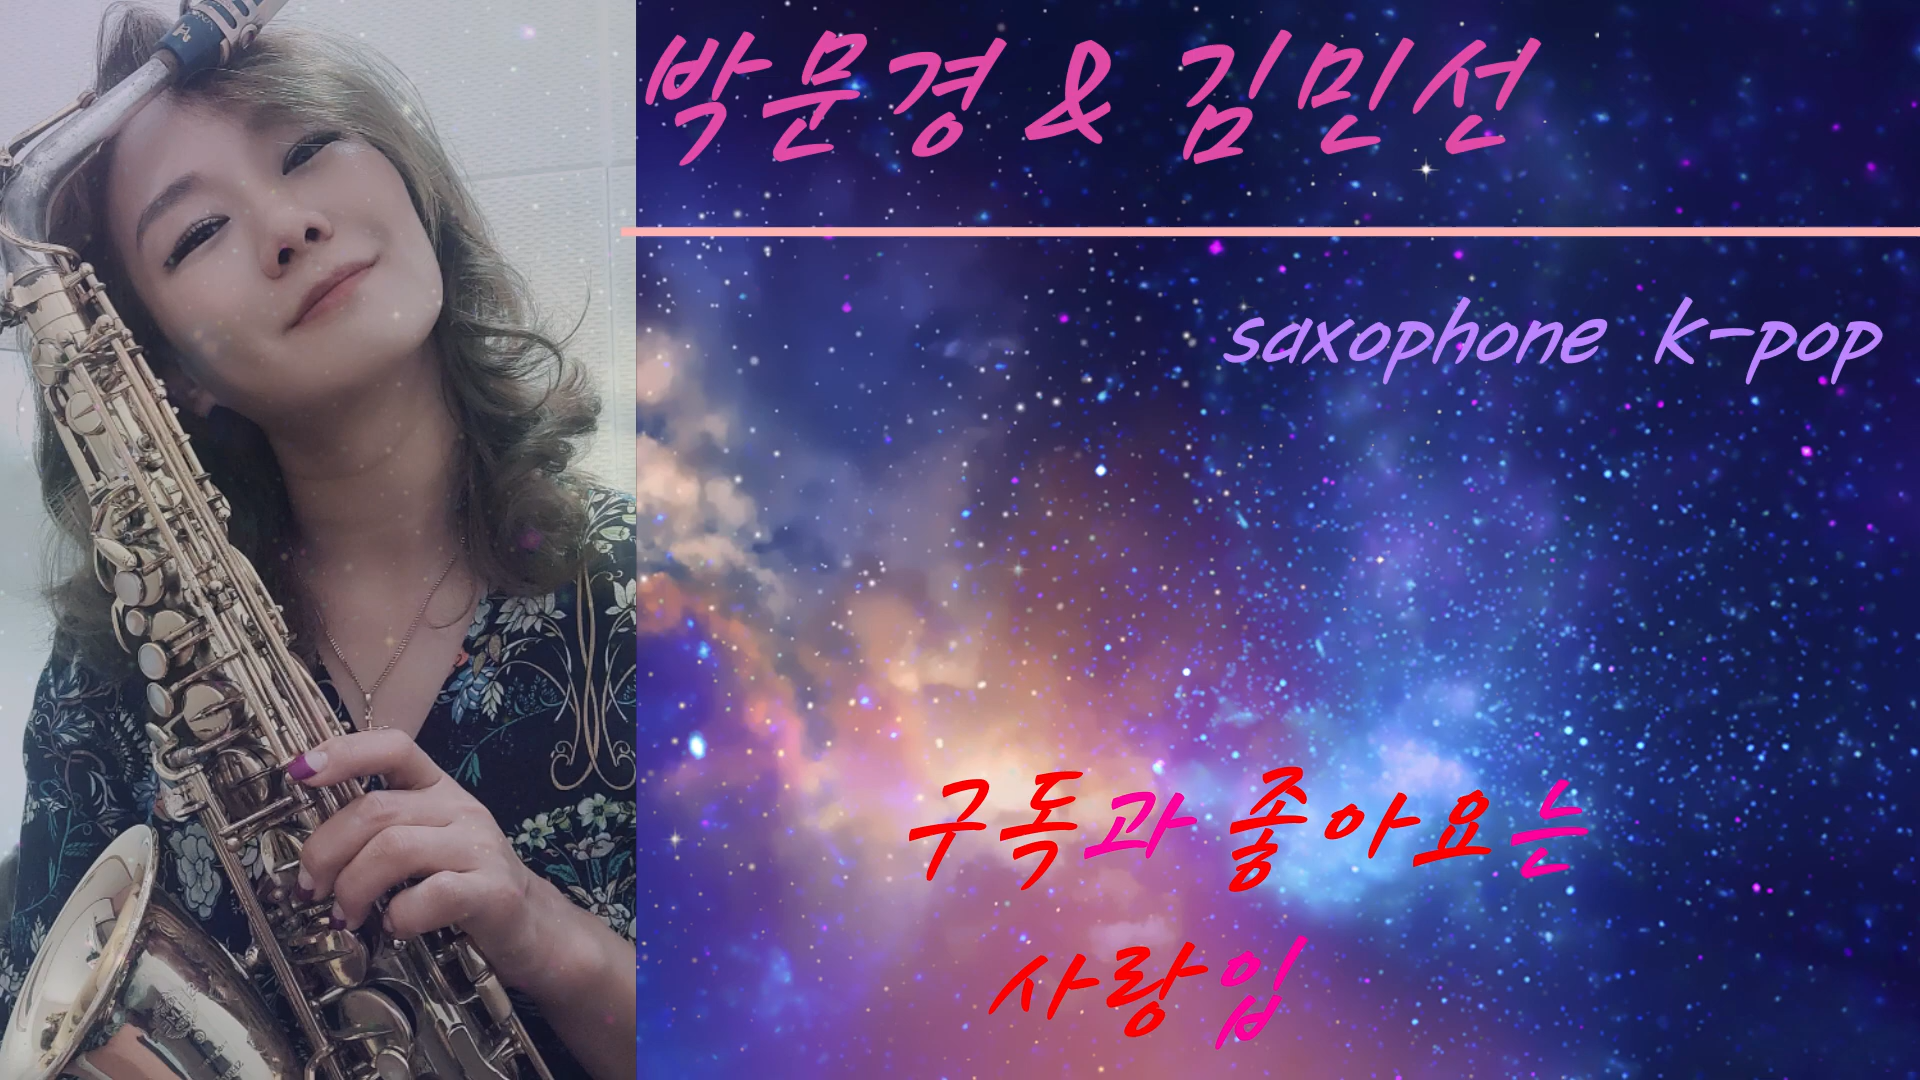 박문경 & 김민선
saxophone k-pop
구독과 좋아요는
사랑입